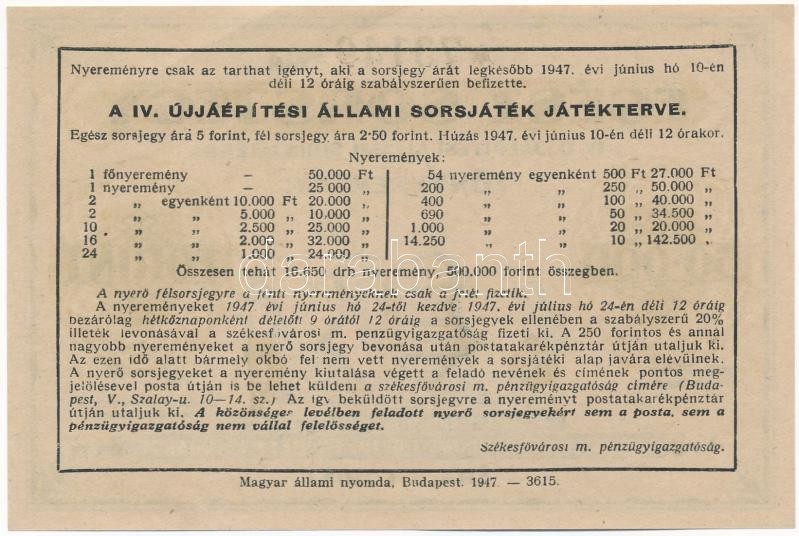 Nyereményre csak az tarthat igényt, aki a sorsjegy árát legkésőbb 1947. évi június hó 10-én
déli 12 óráig szabályszerűen befizette.
A IV. ÚJJÁÉPÍTÉSI ÁLLAMI SORSJÁTÉK JÁTÉKTERVE.
Egész sorsjegy ára 5 forint, fél sorsjegy ára 2·50 forint. Húzás 1947. évi június 10-én déli 12 órakor.
Nyeremények:
1 főnyeremény — 50.000 Ft
1 nyeremény — 25 000 „
2 „ egyenként 10.000 Ft 20.000 „
2 „ „ 5.000 „ 10.000 „
10 „ „ 2.500 „ 25.000 „
16 „ „ 2.000 „ 32.000 „
24 „ „ 1.000 „ 24.000 „
54 nyeremény egyenként 500 Ft 27.000 Ft
200 „ „ 250 „ 50.000 „
400 „ „ 100 „ 40.000 „
690 „ „ 50 „ 34.500 „
1.000 „ „ 20 „ 20.000 „
14.250 „ „ 10 „ 142.500 „
Összesen tehát 16.650 drb nyeremény, 500.000 forint összegben.
A nyerő félsorsjegyre a fenti nyereményeknek csak a felét fizetik.
A nyereményeket 1947. évi június hó 24-től kezdve 1947. évi július hó 24-én déli 12 óráig
bezárólag hétköznaponként délelőtt 9 órától 12 óráig a sorsjegyek ellenében a szabályszerű 20%
illeték levonásával a székesfővárosi m. pénzügyigazgatóság fizeti ki. A 250 forintos és annál
nagyobb nyereményeket a nyerő sorsjegy bevonása után postatakarékpénztár útján utaljuk ki.
Az ezen idő alatt bármely okból fel nem vett nyeremények a sorsjátéki alap javára elévülnek.
A nyerő sorsjegyeket a nyeremény kiutalása végett a feladó nevének és címének pontos meg-
jelölésével posta útján is be lehet küldeni a székesfővárosi m. pénzügyigazgatóság címére (Buda-
pest, V., Szalay-u. 10—14. sz.) Az így beküldött sorsjegyre a nyereményt postatakarékpénztár
útján utaljuk ki. A közönséges levélben feladott nyerő sorsjegyekért sem a posta, sem a
pénzügyigazgatóság nem vállal felelősséget.
Székesfővárosi m. pénzügyigazgatóság.
Magyar állami nyomda, Budapest. 1947. — 3615.
darabanth